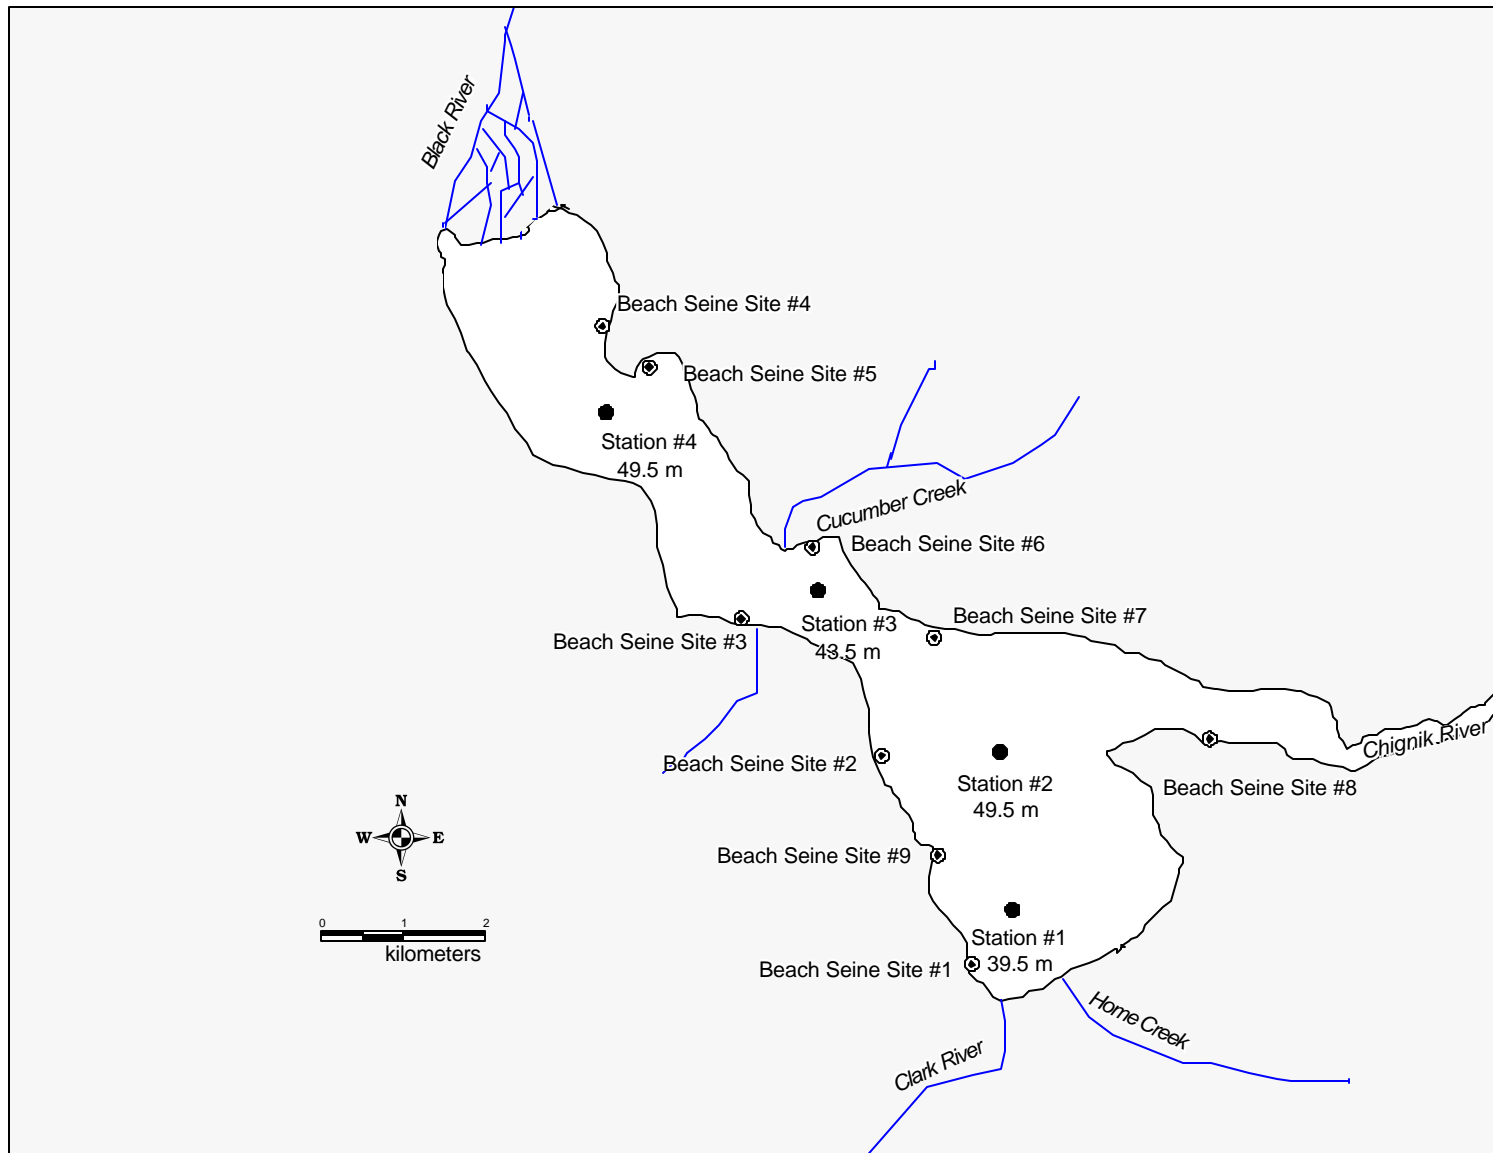 Black River
Beach Seine Site #4
Beach Seine Site #5
Station #4
49.5 m
Cucumber Creek
Beach Seine Site #6
Beach Seine Site #7
Station #3
43.5 m
Beach Seine Site #3
Chignik River
Beach Seine Site #2
Station #2
49.5 m
Beach Seine Site #8
N
W E
S
Beach Seine Site #9
0 1 2
kilometers
Station #1
39.5 m
Beach Seine Site #1
Home Creek
Clark River